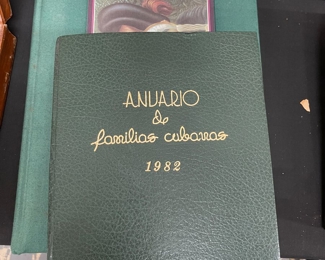 ANUARIO
de
familias cubanas
1982